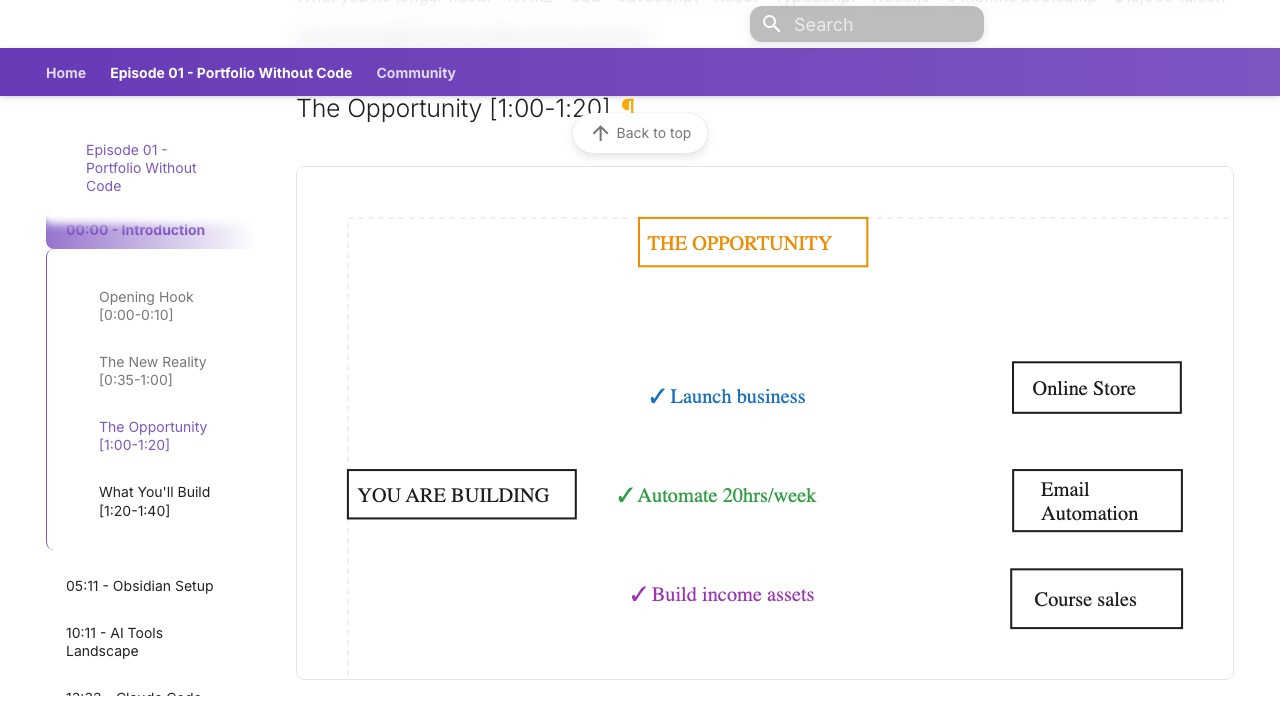 Search
Home
Episode 01 - Portfolio Without Code
Community
The Opportunity [1:00-1:20] ¶
Back to top
Episode 01 -
Portfolio Without
Code
00:00 - Introduction
Opening Hook
[0:00-0:10]
The New Reality
[0:35-1:00]
The Opportunity
[1:00-1:20]
What You'll Build
[1:20-1:40]
05:11 - Obsidian Setup
10:11 - AI Tools
Landscape
THE OPPORTUNITY
✓ Launch business
Online Store
YOU ARE BUILDING
✓ Automate 20hrs/week
Email
Automation
✓ Build income assets
Course sales